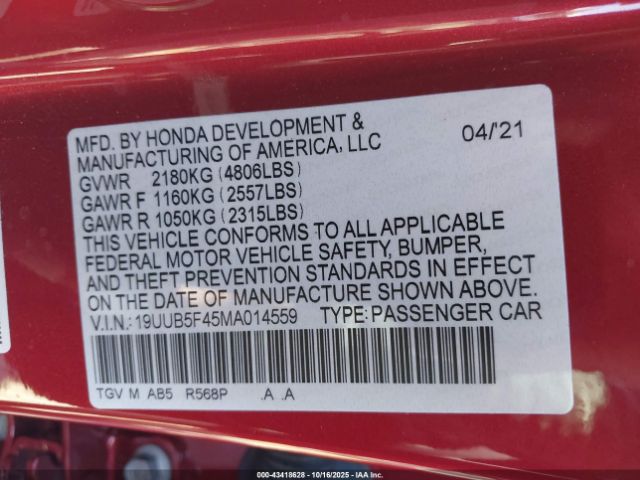 MFD. BY HONDA DEVELOPMENT & 04/'21
MANUFACTURING OF AMERICA, LLC
GVWR 2180KG (4806LBS)
GAWR F 1160KG (2557LBS)
GAWR R 1050KG (2315LBS)
THIS VEHICLE CONFORMS TO ALL APPLICABLE
FEDERAL MOTOR VEHICLE SAFETY, BUMPER,
AND THEFT PREVENTION STANDARDS IN EFFECT
ON THE DATE OF MANUFACTURE SHOWN ABOVE.
V.I.N.: 19UUB5F45MA014559 TYPE: PASSENGER CAR
TGV M AB5 R568P .A .A
000-43418628 - 10/16/2025 - IAAI.COM